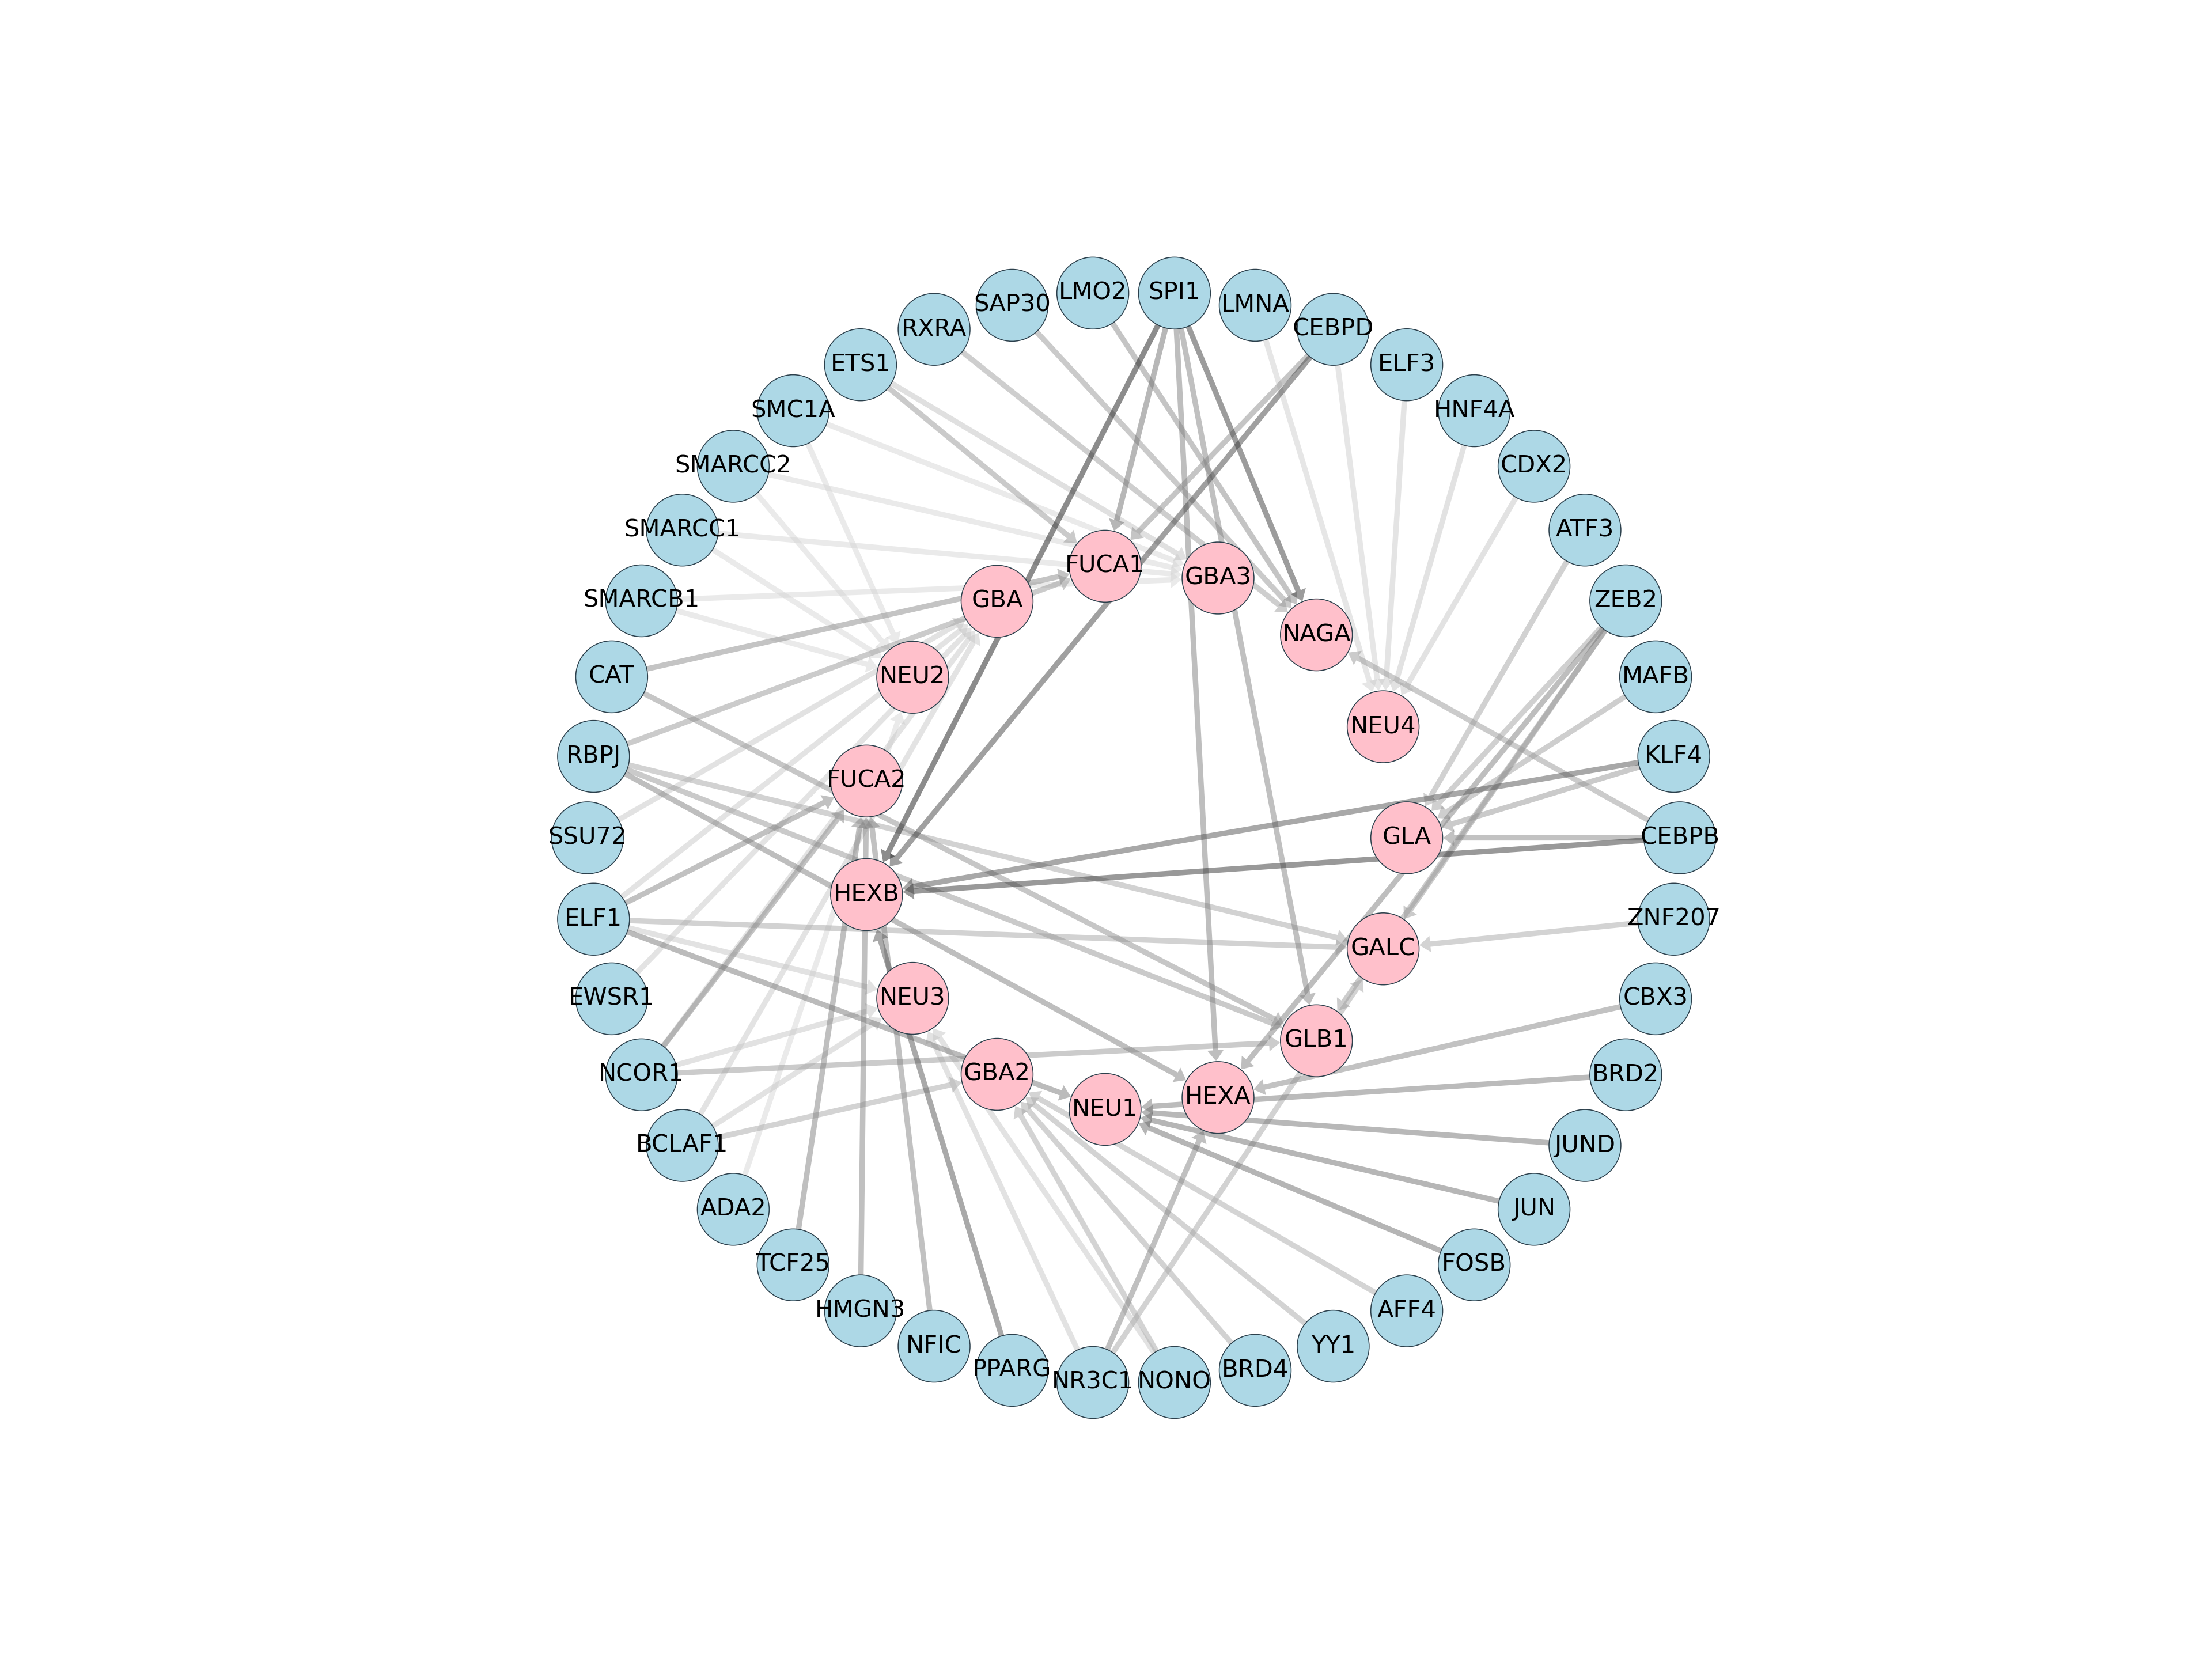 LMO2
SPI1
SAP30
LMNA
RXRA
CEBPD
ETS1
ELF3
SMC1A
HNF4A
SMARCC2
CDX2
SMARCC1
ATF3
FUCA1
GBA3
SMARCB1
GBA
ZEB2
NAGA
CAT
NEU2
MAFB
NEU4
RBPJ
KLF4
FUCA2
SSU72
GLA
CEBPB
HEXB
ELF1
ZNF207
GALC
EWSR1
NEU3
CBX3
GLB1
NCOR1
GBA2
BRD2
HEXA
NEU1
BCLAF1
JUND
ADA2
JUN
TCF25
FOSB
HMGN3
AFF4
NFIC
YY1
PPARG
BRD4
NR3C1
NONO